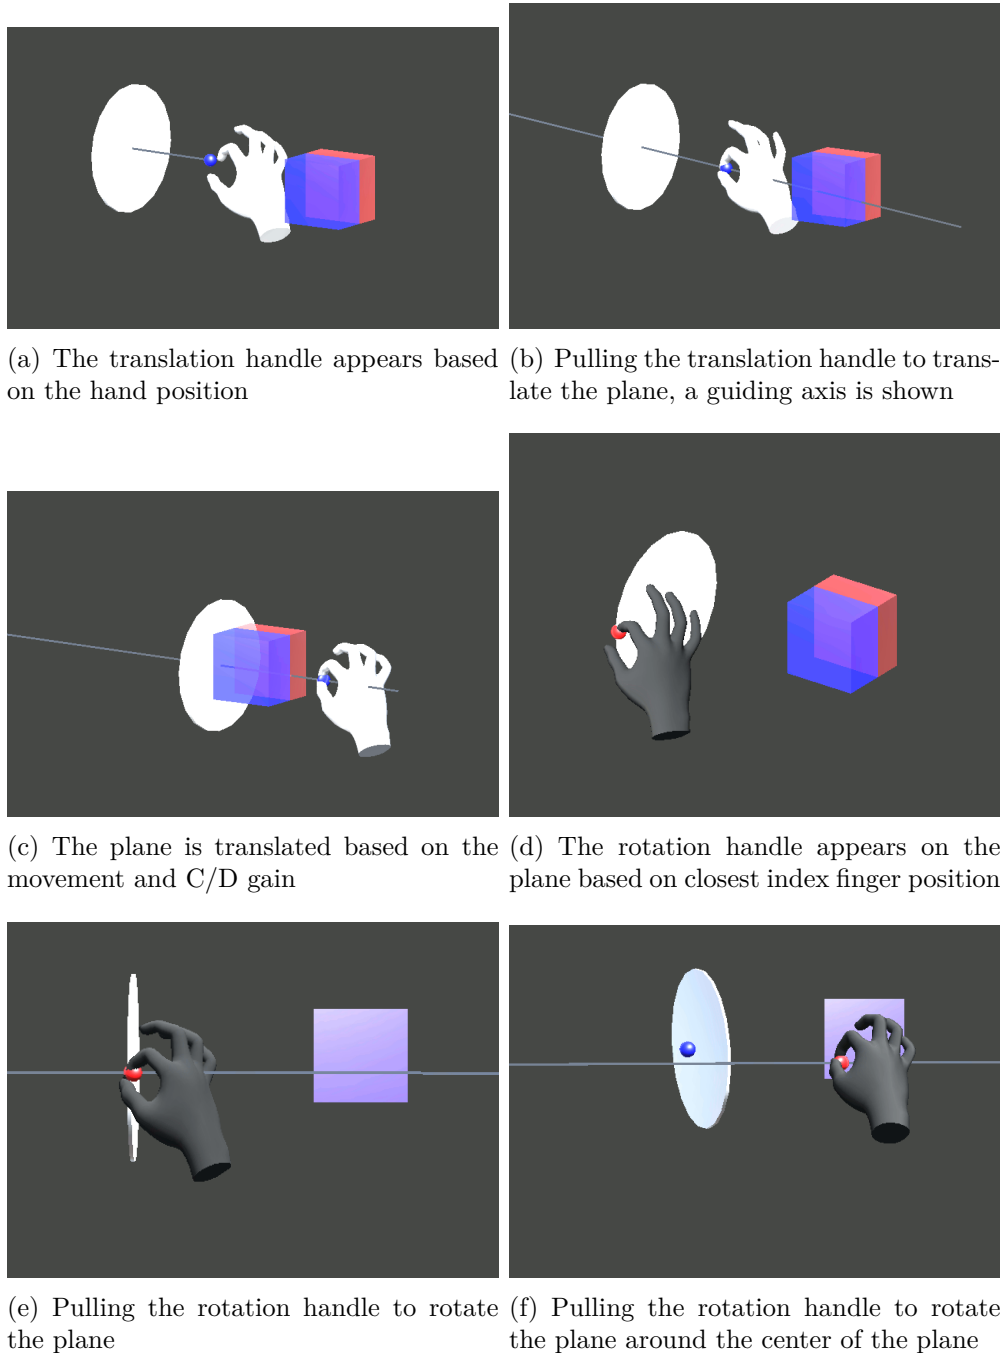 (a) The translation handle appears based
on the hand position
(b) Pulling the translation handle to trans-
late the plane, a guiding axis is shown
(c) The plane is translated based on the
movement and C/D gain
(d) The rotation handle appears on the
plane based on closest index finger position
(e) Pulling the rotation handle to rotate
the plane
(f) Pulling the rotation handle to rotate
the plane around the center of the plane